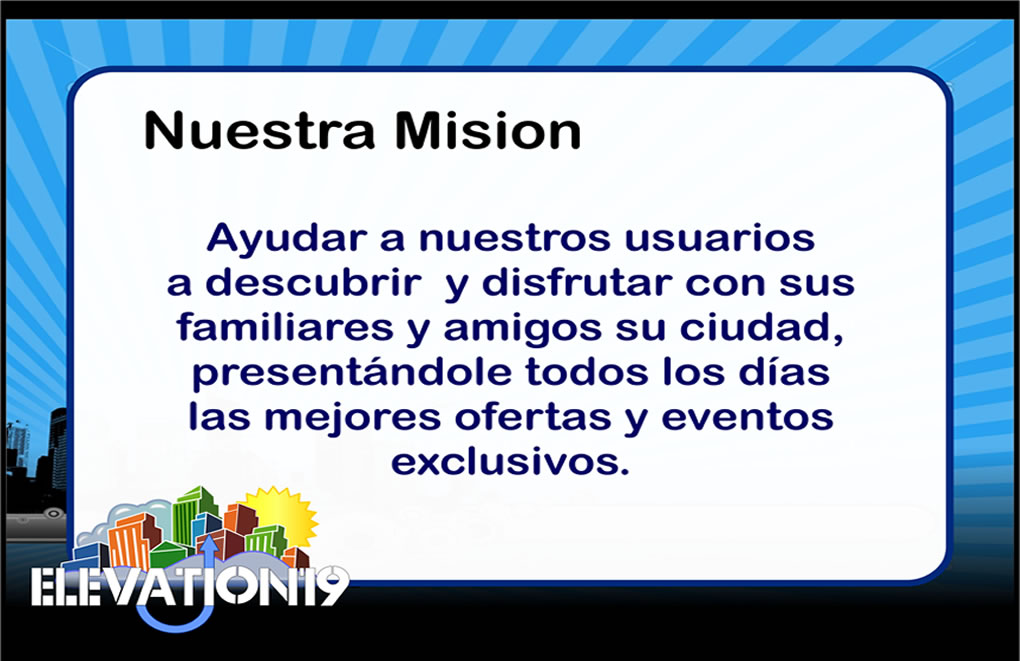 Nuestra Mision
Ayudar a nuestros usuarios
a descubrir y disfrutar con sus
familiares y amigos su ciudad,
presentándole todos los días
las mejores ofertas y eventos
exclusivos.
ELEVATION19